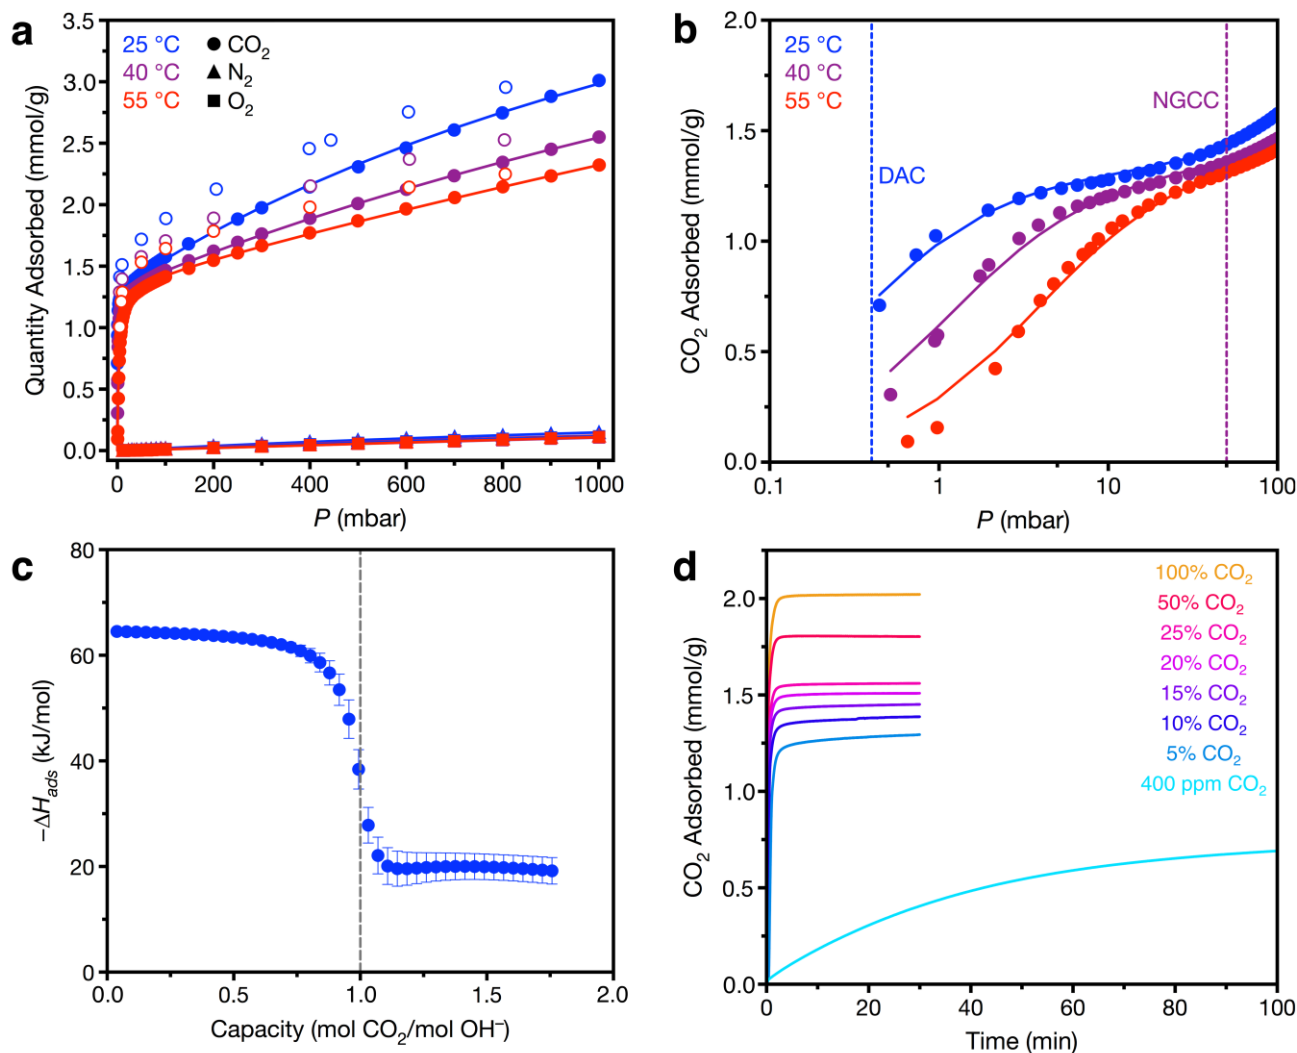 a
25 °C
40 °C
55 °C
CO₂
N₂
O₂
Quantity Adsorbed (mmol/g)
3.5
3.0
2.5
2.0
1.5
1.0
0.5
0.0
0 200 400 600 800 1000
P (mbar)
b
25 °C
40 °C
55 °C
DAC
NGCC
CO₂ Adsorbed (mmol/g)
2.0
1.5
1.0
0.5
0.0
0.1 1 10 100
P (mbar)
c
−ΔHads (kJ/mol)
80
60
40
20
0
0.0 0.5 1.0 1.5 2.0
Capacity (mol CO₂/mol OH⁻)
d
100% CO₂
50% CO₂
25% CO₂
20% CO₂
15% CO₂
10% CO₂
5% CO₂
400 ppm CO₂
CO₂ Adsorbed (mmol/g)
2.0
1.5
1.0
0.5
0.0
0 20 40 60 80 100
Time (min)